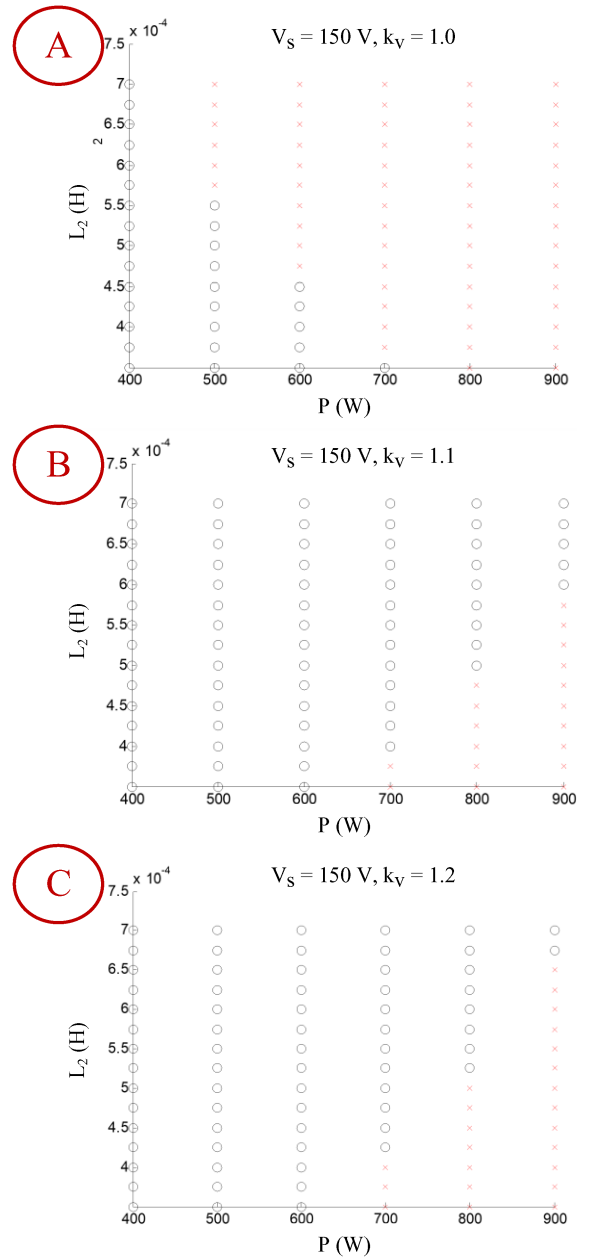 A
x 10⁻⁴
V_S = 150 V, k_V = 1.0
7.5
7
6.5
2
6
5.5
5
4.5
4
L₂ (H)
400 500 600 700 800 900
P (W)
B
x 10⁻⁴
V_S = 150 V, k_V = 1.1
7.5
7
6.5
6
5.5
5
4.5
4
L₂ (H)
400 500 600 700 800 900
P (W)
C
x 10⁻⁴
V_S = 150 V, k_V = 1.2
7.5
7
6.5
6
5.5
5
4.5
4
L₂ (H)
400 500 600 700 800 900
P (W)